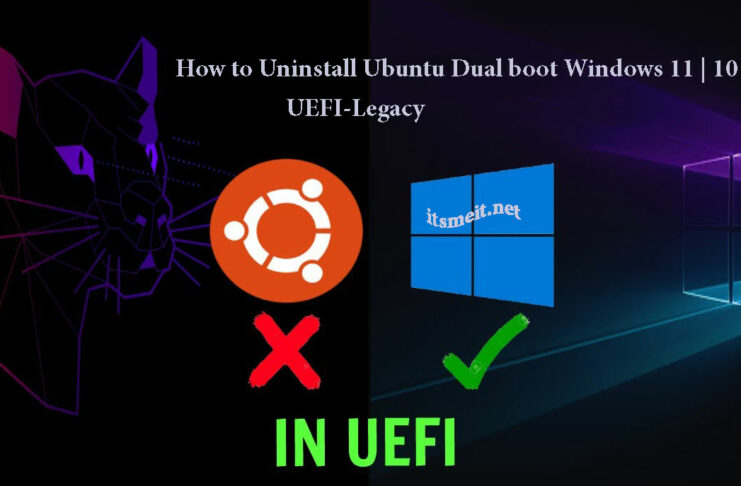 How to Uninstall Ubuntu Dual boot Windows 11 | 10
UEFI-Legacy
itsmeit.net
IN UEFI